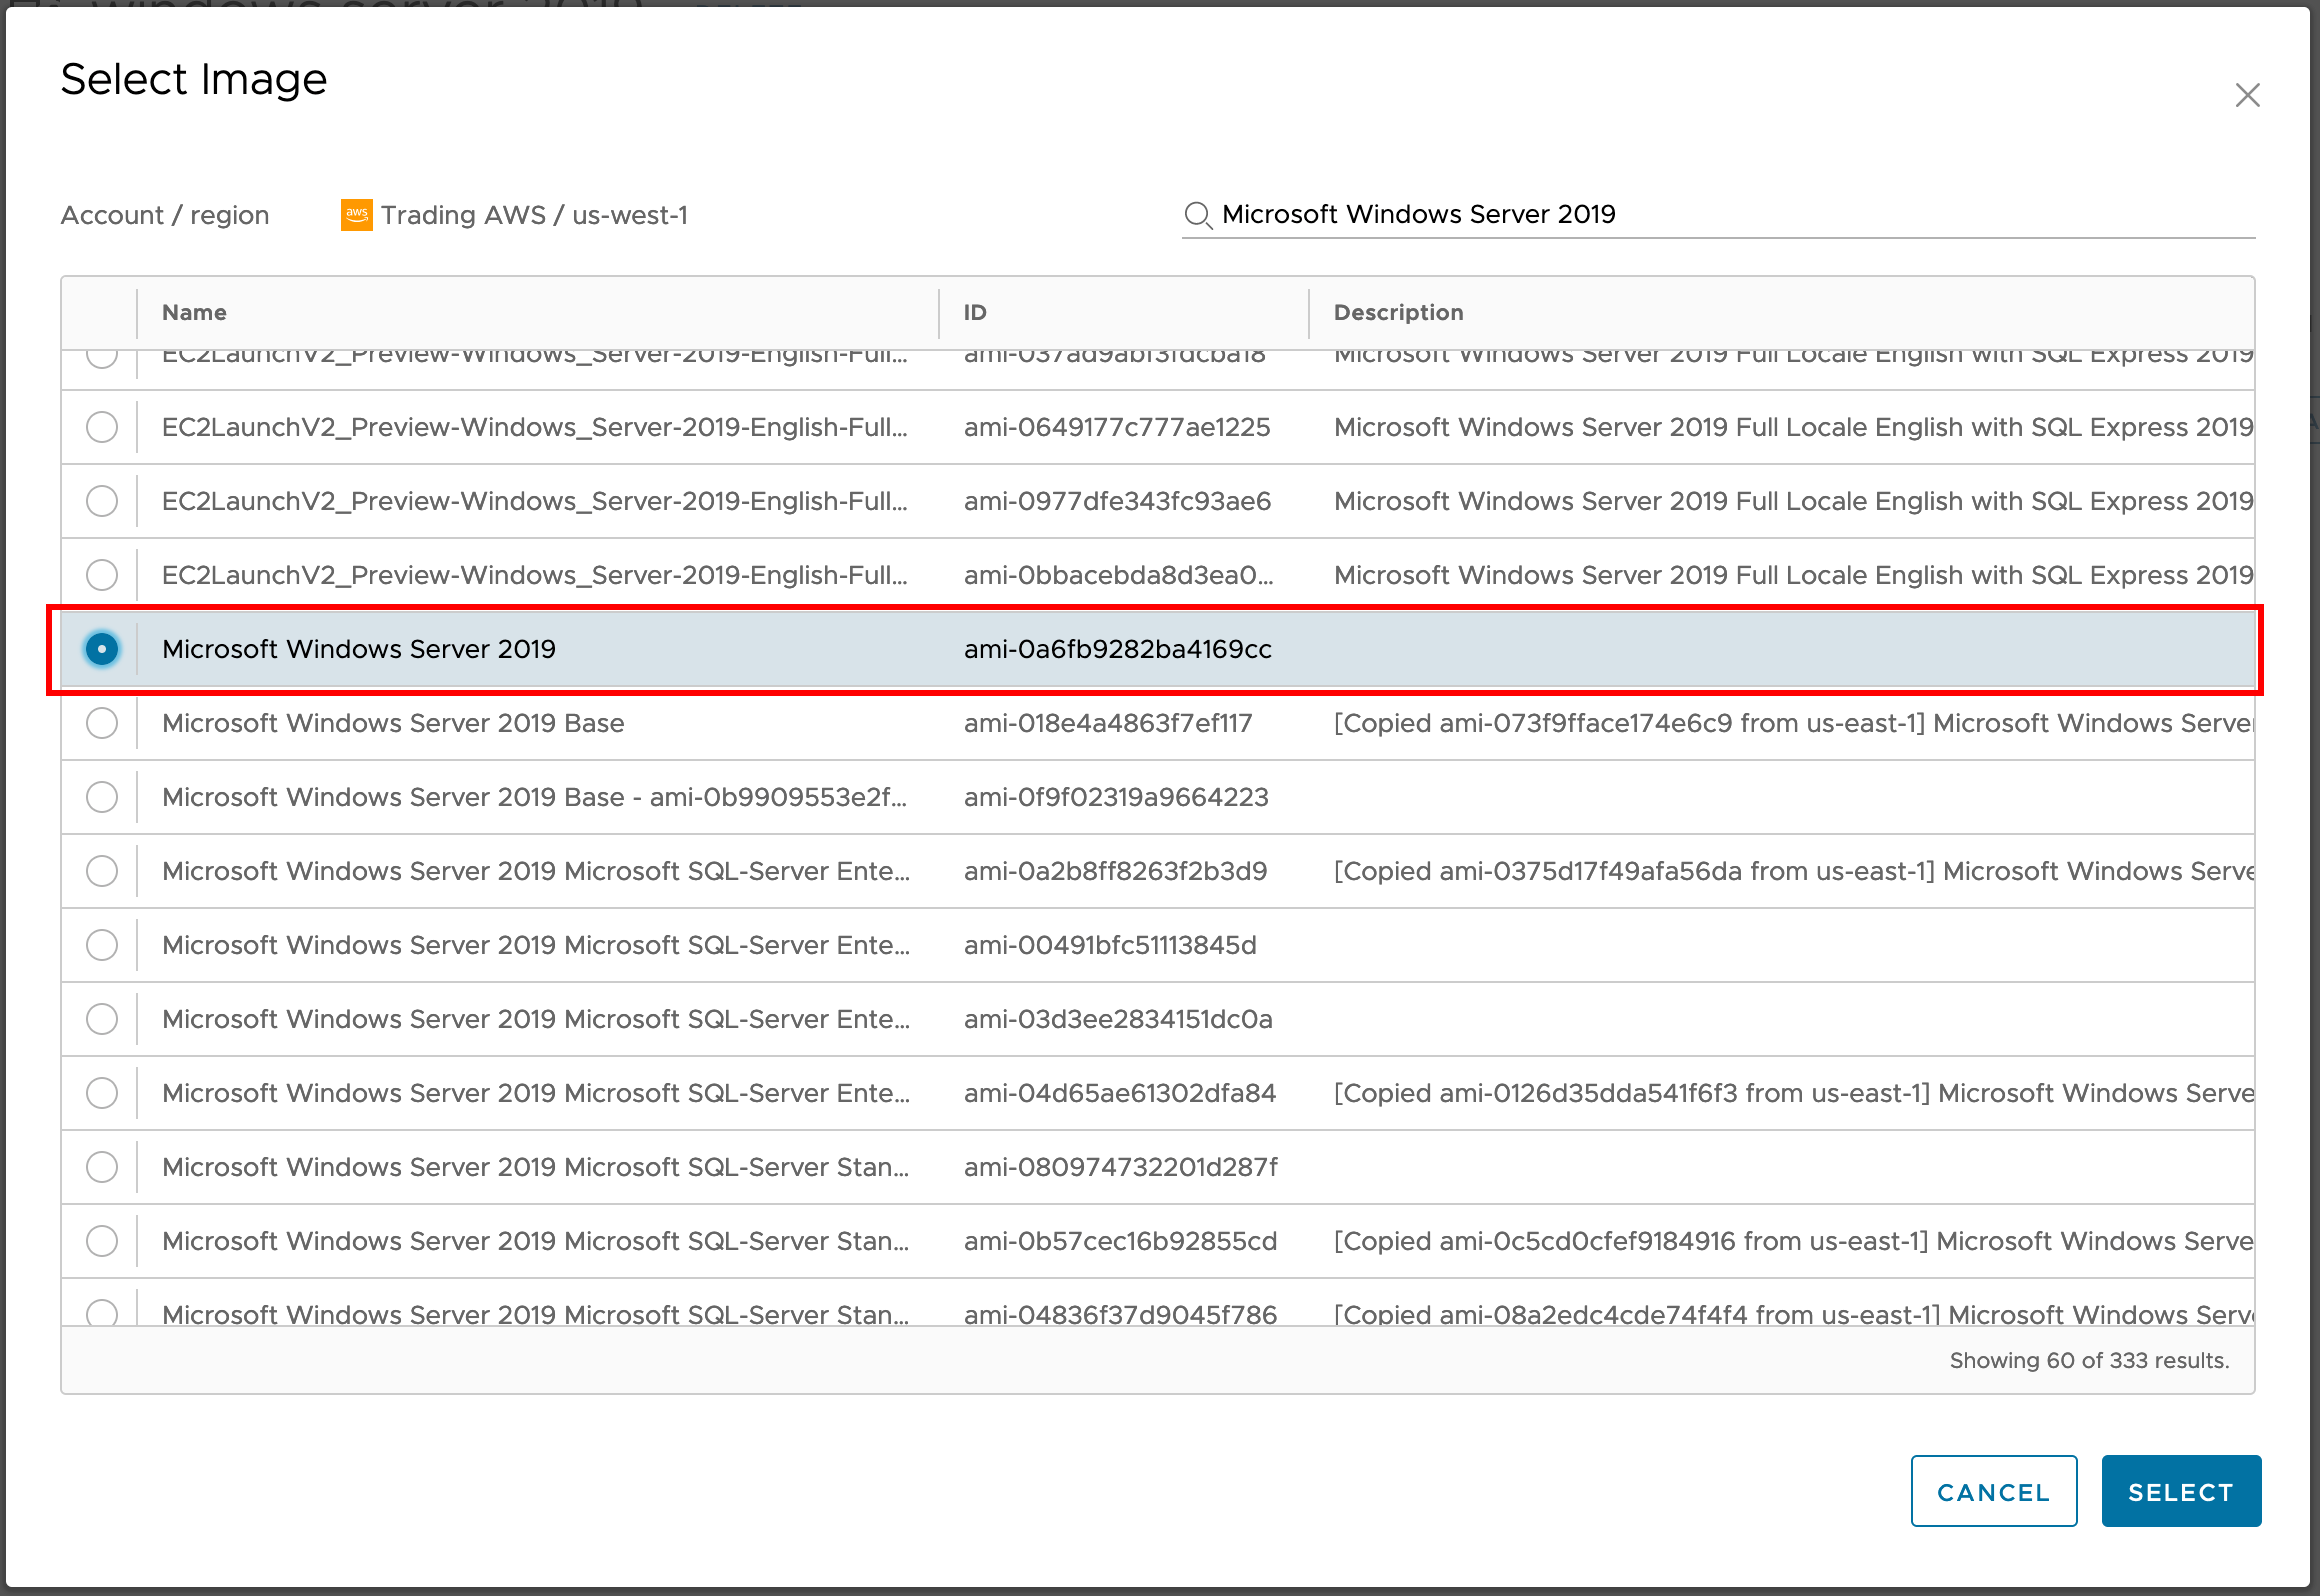 windows server 2019 DELETE
Select Image
Account / region aws Trading AWS / us-west-1 Microsoft Windows Server 2019
Name ID Description
EC2LaunchV2_Preview-Windows_Server-2019-English-Full... ami-037ad9abf3fdcba18 Microsoft Windows Server 2019 Full Locale English with SQL Express 2019
EC2LaunchV2_Preview-Windows_Server-2019-English-Full... ami-0649177c777ae1225 Microsoft Windows Server 2019 Full Locale English with SQL Express 2019
EC2LaunchV2_Preview-Windows_Server-2019-English-Full... ami-0977dfe343fc93ae6 Microsoft Windows Server 2019 Full Locale English with SQL Express 2019
EC2LaunchV2_Preview-Windows_Server-2019-English-Full... ami-0bbacebda8d3ea0... Microsoft Windows Server 2019 Full Locale English with SQL Express 2019
Microsoft Windows Server 2019 ami-0a6fb9282ba4169cc
Microsoft Windows Server 2019 Base ami-018e4a4863f7ef117 [Copied ami-073f9fface174e6c9 from us-east-1] Microsoft Windows Server
Microsoft Windows Server 2019 Base - ami-0b9909553e2f... ami-0f9f02319a9664223
Microsoft Windows Server 2019 Microsoft SQL-Server Ente... ami-0a2b8ff8263f2b3d9 [Copied ami-0375d17f49afa56da from us-east-1] Microsoft Windows Serve
Microsoft Windows Server 2019 Microsoft SQL-Server Ente... ami-00491bfc51113845d
Microsoft Windows Server 2019 Microsoft SQL-Server Ente... ami-03d3ee2834151dc0a
Microsoft Windows Server 2019 Microsoft SQL-Server Ente... ami-04d65ae61302dfa84 [Copied ami-0126d35dda541f6f3 from us-east-1] Microsoft Windows Serve
Microsoft Windows Server 2019 Microsoft SQL-Server Stan... ami-080974732201d287f
Microsoft Windows Server 2019 Microsoft SQL-Server Stan... ami-0b57cec16b92855cd [Copied ami-0c5cd0cfef9184916 from us-east-1] Microsoft Windows Serve
Microsoft Windows Server 2019 Microsoft SQL-Server Stan... ami-04836f37d9045f786 [Copied ami-08a2edc4cde74f4f4 from us-east-1] Microsoft Windows Serv
Showing 60 of 333 results.
CANCEL SELECT